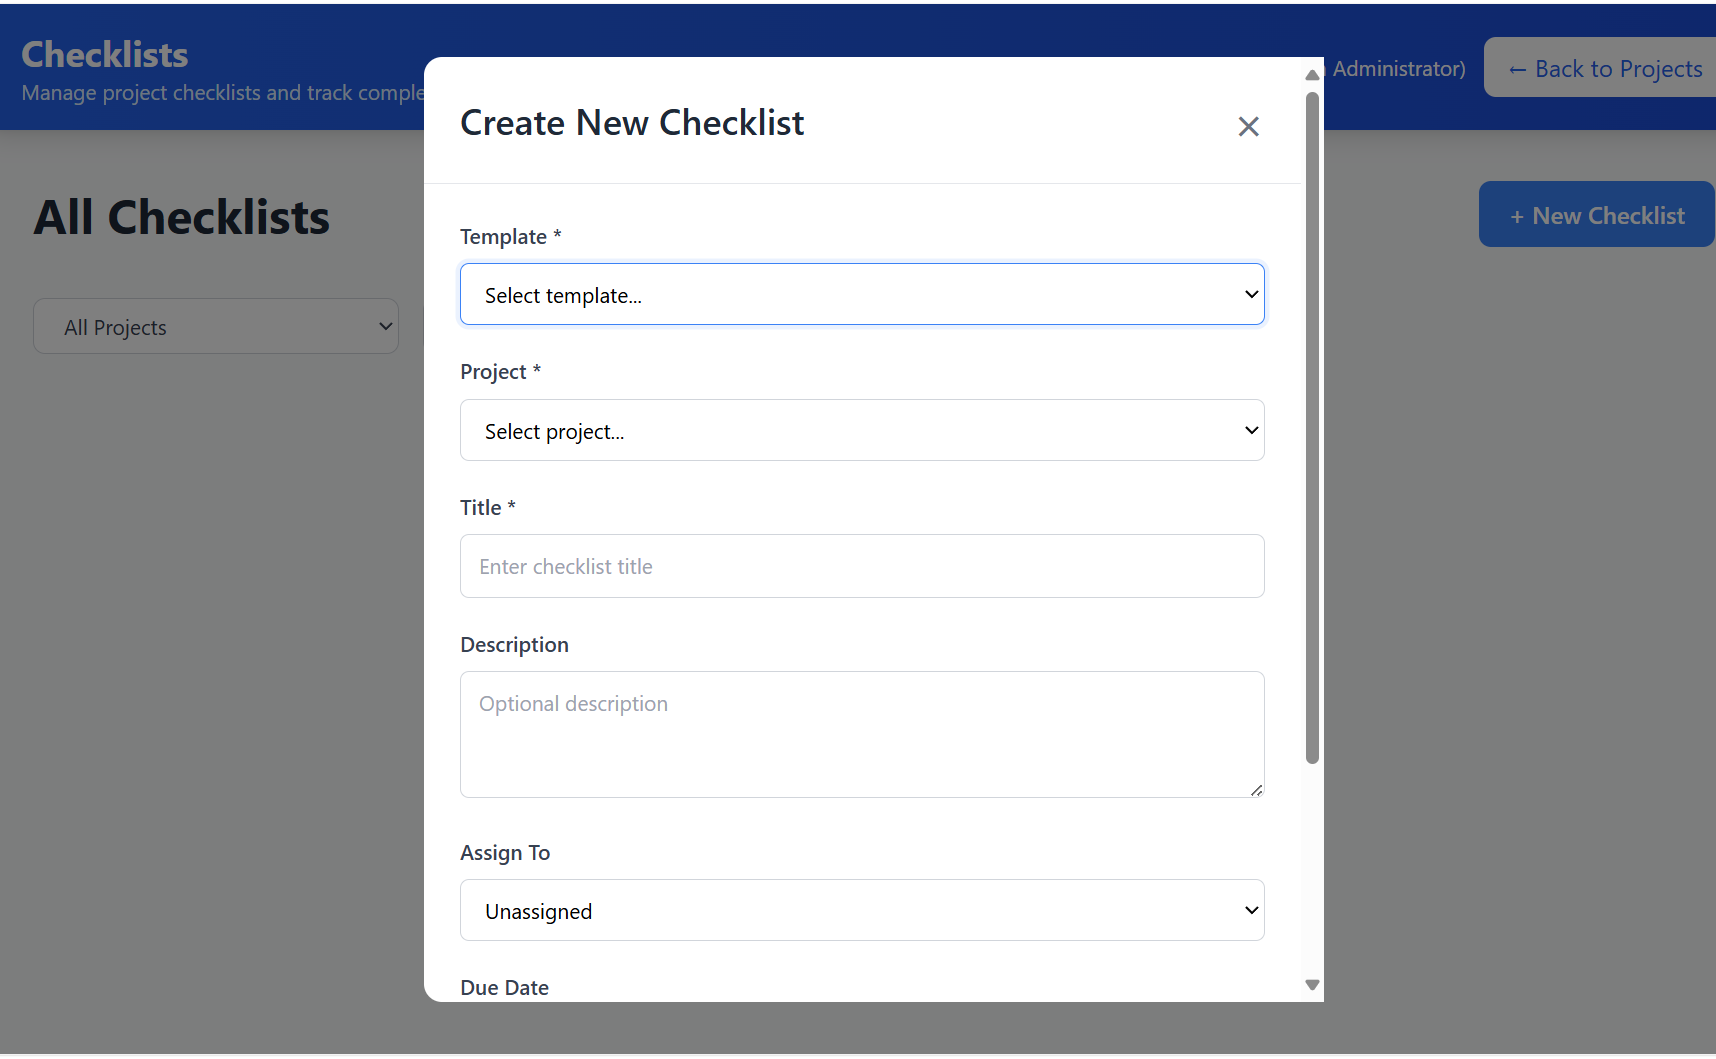 Checklists
Manage project checklists and track
Administrator)
← Back to Projects
All Checklists
+ New Checklist
All Projects
Create New Checklist
×
Template *
Select template...
Project *
Select project...
Title *
Enter checklist title
Description
Optional description
Assign To
Unassigned
Due Date